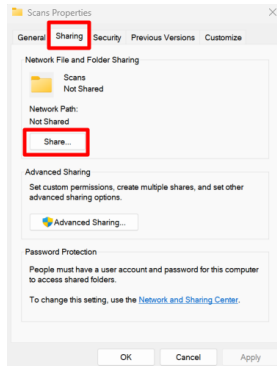 Scans Properties
General Sharing Security Previous Versions Customize
Network File and Folder Sharing
Scans
Not Shared
Network Path:
Not Shared
Share...
Advanced Sharing
Set custom permissions, create multiple shares, and set other
advanced sharing options.
Advanced Sharing...
Password Protection
People must have a user account and password for this computer
to access shared folders.
To change this setting, use the Network and Sharing Center.
OK Cancel Apply